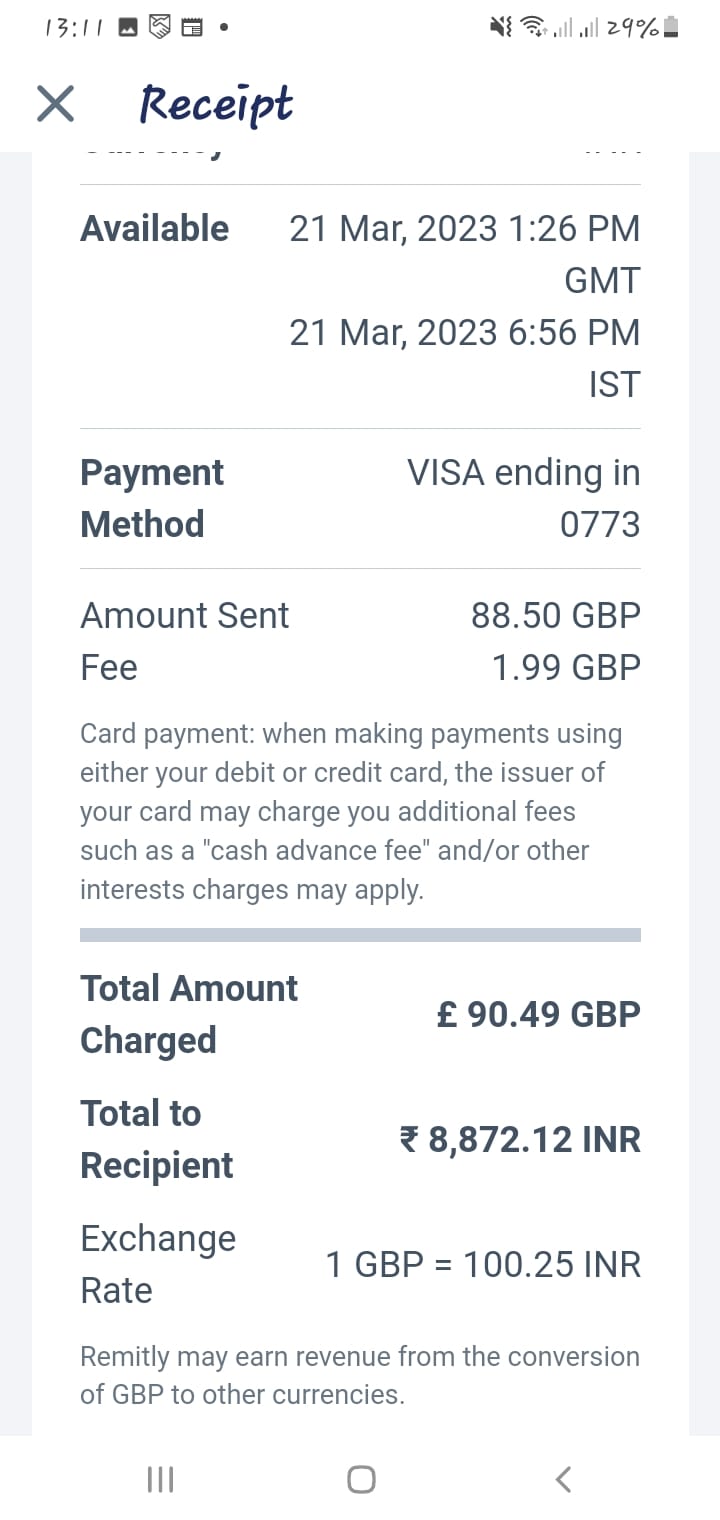 13:11
29%
Receipt
Available 21 Mar, 2023 1:26 PM
GMT
21 Mar, 2023 6:56 PM
IST
Payment VISA ending in
Method 0773
Amount Sent 88.50 GBP
Fee 1.99 GBP
Card payment: when making payments using
either your debit or credit card, the issuer of
your card may charge you additional fees
such as a "cash advance fee" and/or other
interests charges may apply.
Total Amount
Charged
£ 90.49 GBP
Total to
Recipient
₹ 8,872.12 INR
Exchange
Rate
1 GBP = 100.25 INR
Remitly may earn revenue from the conversion
of GBP to other currencies.